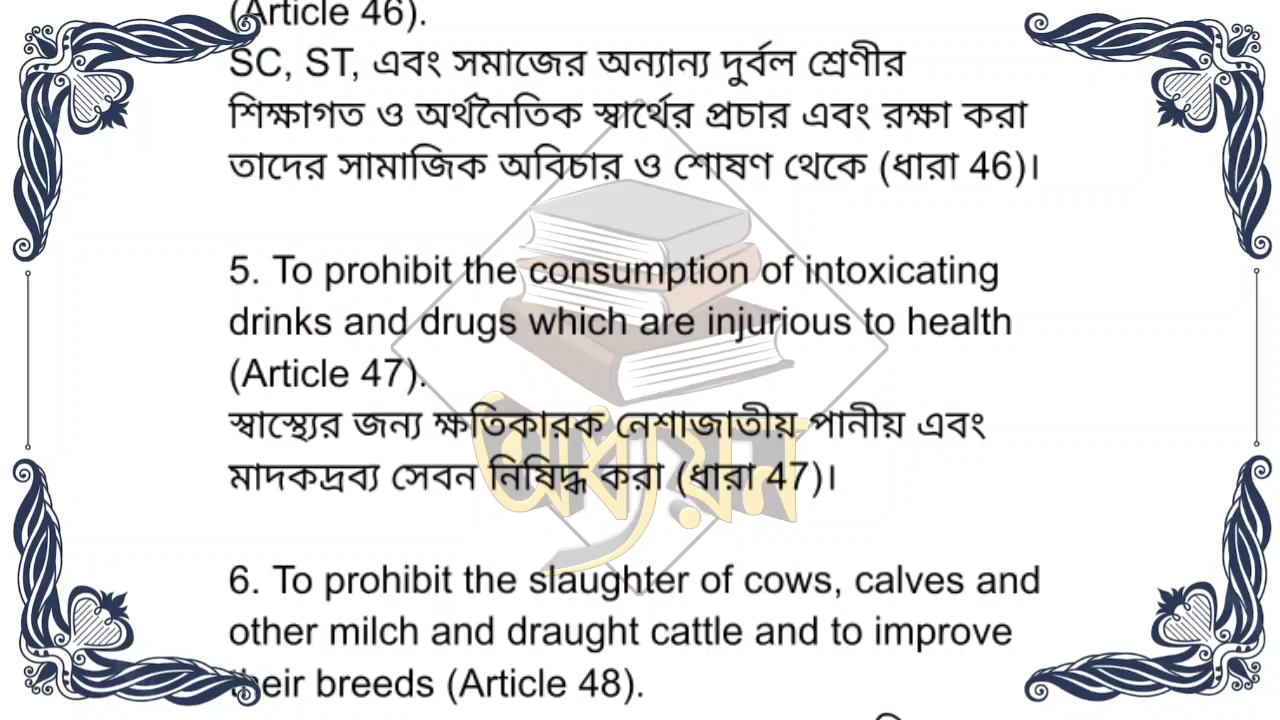 (Article 46).
SC, ST, এবং সমাজের অন্যান্য দুর্বল শ্রেণীর
শিক্ষাগত ও অর্থনৈতিক স্বার্থের প্রচার এবং রক্ষা করা
তাদের সামাজিক অবিচার ও শোষণ থেকে (ধারা 46)।
5. To prohibit the consumption of intoxicating
drinks and drugs which are injurious to health
(Article 47).
স্বাস্থ্যের জন্য ক্ষতিকারক নেশাজাতীয় পানীয় এবং
মাদকদ্রব্য সেবন নিষিদ্ধ করা (ধারা 47)।
অধ্যয়ন
6. To prohibit the slaughter of cows, calves and
other milch and draught cattle and to improve
their breeds (Article 48).